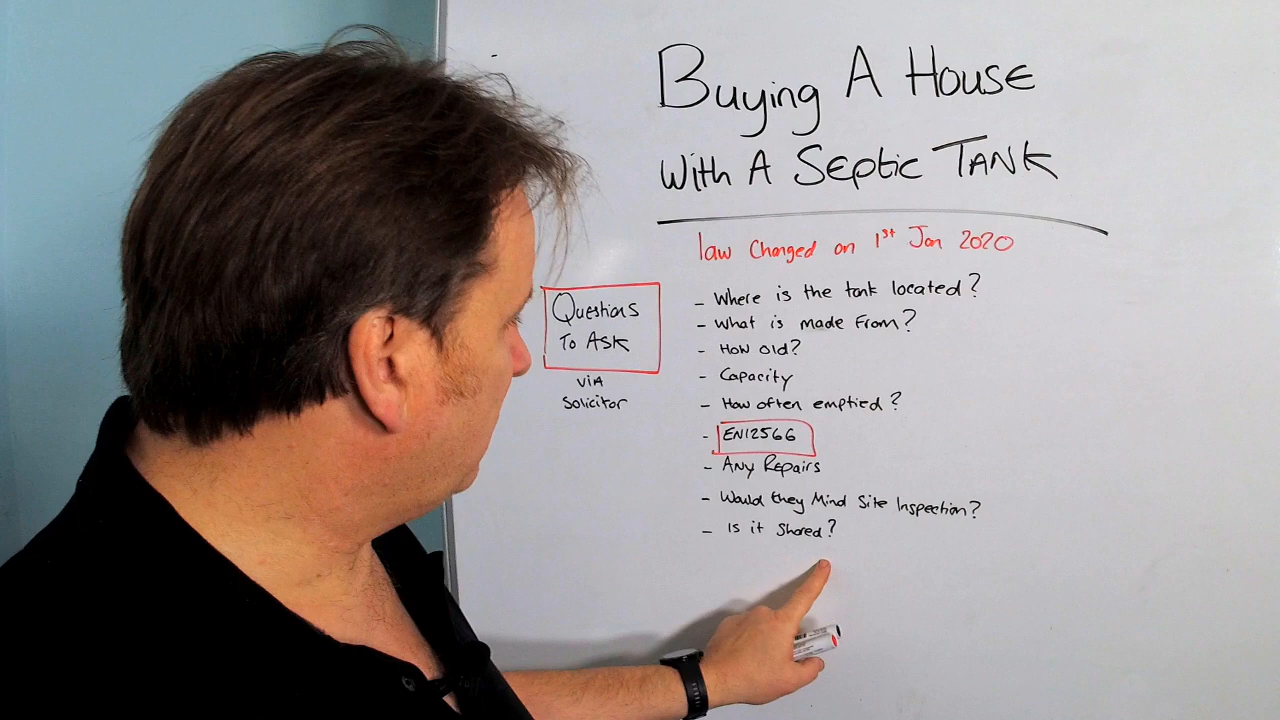 Buying A House
With A Septic Tank
law Changed on 1st Jan 2020
Questions
To Ask
via
Solicitor
- Where is the tank located?
- What is made From?
- How old?
- Capacity
- How often emptied?
- EN12566
- Any Repairs
- Would they Mind Site Inspection?
- Is it shared?